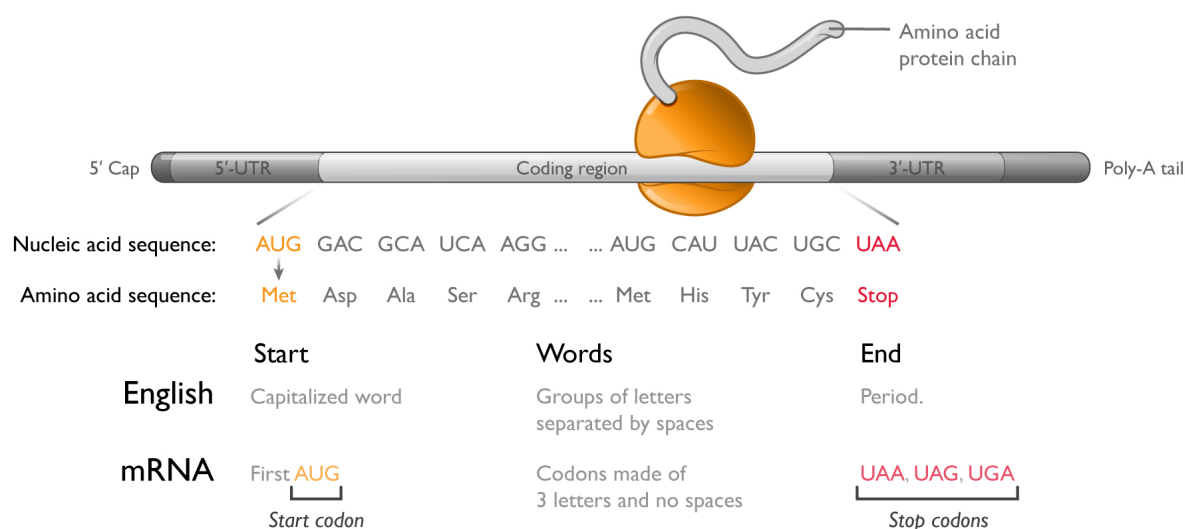 Amino acid
protein chain
5′ Cap 5′-UTR Coding region 3′-UTR Poly-A tail
Nucleic acid sequence: AUG GAC GCA UCA AGG ... ... AUG CAU UAC UGC UAA
Amino acid sequence: Met Asp Ala Ser Arg ... ... Met His Tyr Cys Stop
Start Words End
English Capitalized word Groups of letters Period.
separated by spaces
mRNA First AUG Codons made of UAA, UAG, UGA
3 letters and no spaces
Start codon Stop codons